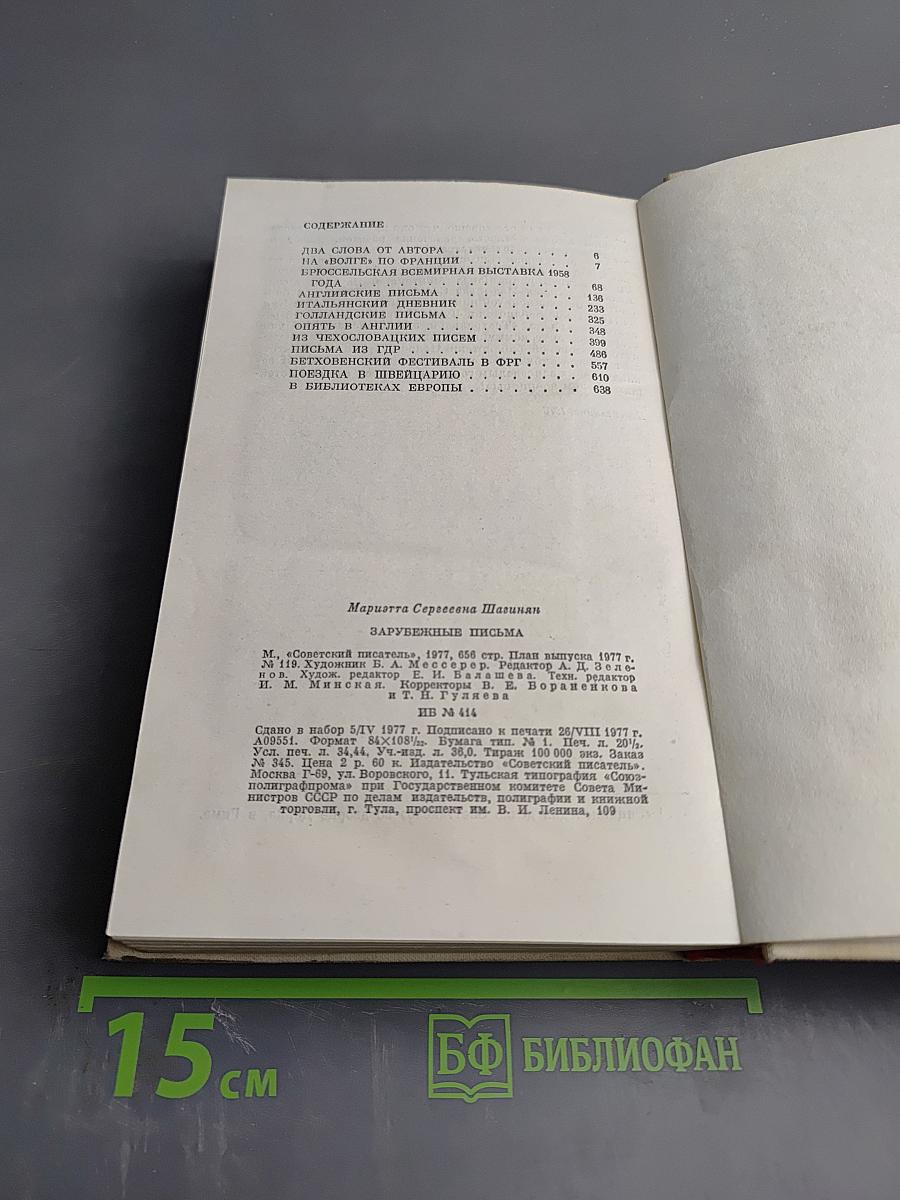 СОДЕРЖАНИЕ
ДВА СЛОВА ОТ АВТОРА . . . . . . . . . 6
НА «ВОЛГЕ» ПО ФРАНЦИИ . . . . . . . . 7
БРЮССЕЛЬСКАЯ ВСЕМИРНАЯ ВЫСТАВКА 1958
ГОДА . . . . . . . . . . . . . . . 68
АНГЛИЙСКИЕ ПИСЬМА . . . . . . . . . . 136
ИТАЛЬЯНСКИЙ ДНЕВНИК . . . . . . . . . 233
ГОЛЛАНДСКИЕ ПИСЬМА . . . . . . . . . 325
ОПЯТЬ В АНГЛИИ . . . . . . . . . . . 348
ИЗ ЧЕХОСЛОВАЦКИХ ПИСЕМ . . . . . . . 399
ПИСЬМА ИЗ ГДР . . . . . . . . . . . . 486
БЕТХОВЕНСКИЙ ФЕСТИВАЛЬ В ФРГ . . . . 557
ПОЕЗДКА В ШВЕЙЦАРИЮ . . . . . . . . . 610
В БИБЛИОТЕКАХ ЕВРОПЫ . . . . . . . . 638
Мариэтта Сергеевна Шагинян
ЗАРУБЕЖНЫЕ ПИСЬМА
М., «Советский писатель», 1977, 656 стр. План выпуска 1977 г.
№ 119. Художник Б. А. Мессерер. Редактор А. Д. Зеле-
нов. Худож. редактор Е. И. Балашева. Техн. редактор
И. М. Минская. Корректоры В. Е. Бораненкова
и Т. Н. Гуляева
ИБ № 414
Сдано в набор 5/IV 1977 г. Подписано к печати 26/VIII 1977 г.
А09551. Формат 84×108¹/₃₂. Бумага тип. № 1. Печ. л. 20¹/₂.
Усл. печ. л. 34,44. Уч.-изд. л. 36,0. Тираж 100 000 экз. Заказ
№ 345. Цена 2 р. 60 к. Издательство «Советский писатель».
Москва Г-69, ул. Воровского, 11. Тульская типография «Союз-
полиграфпрома» при Государственном комитете Совета Ми-
нистров СССР по делам издательств, полиграфии и книжной
торговли, г. Тула, проспект им. В. И. Ленина, 109
15 см
БФ БИБЛИОФАН